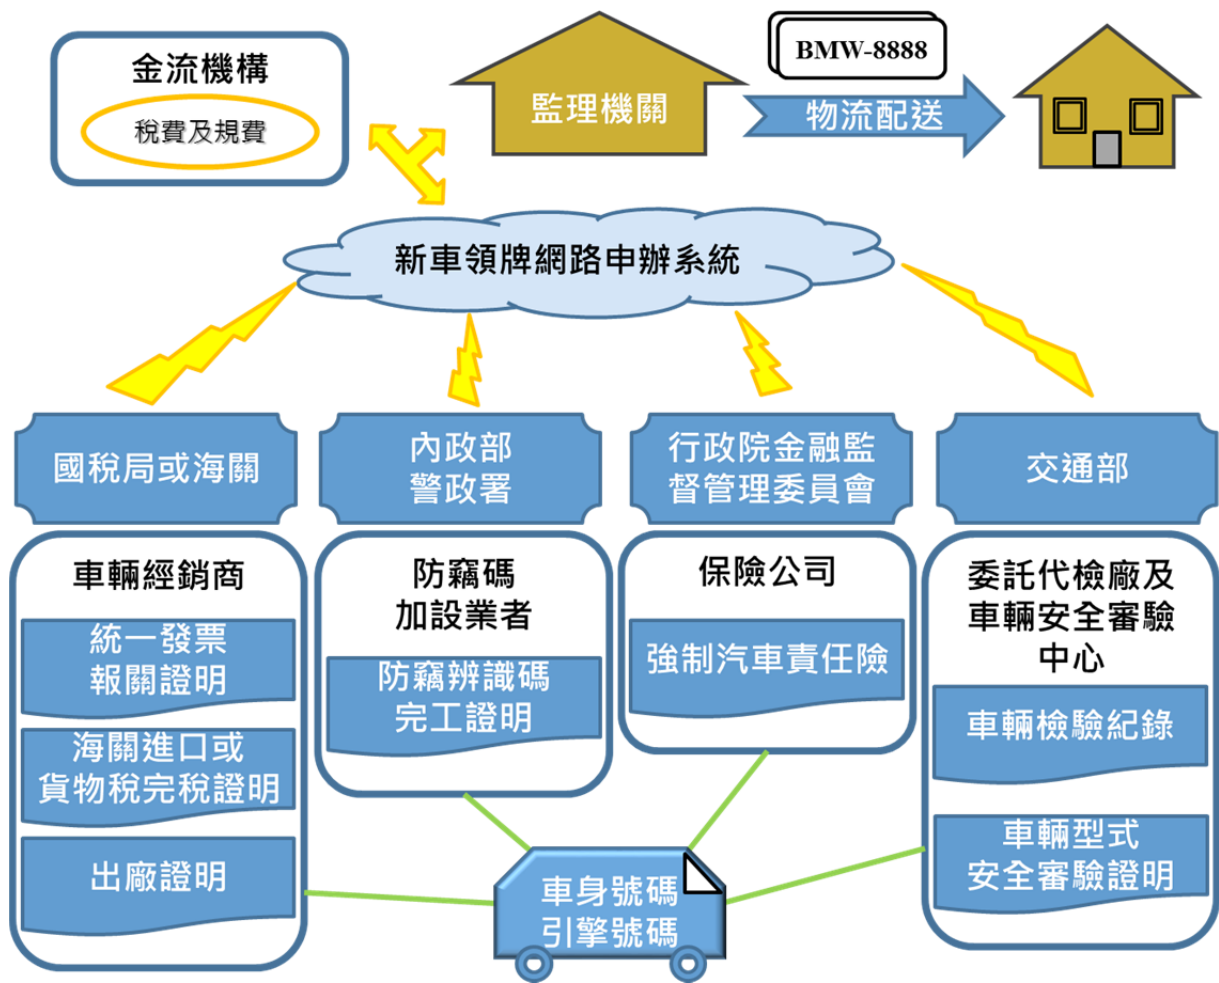 金流機構
稅費及規費
監理機關
BMW-8888
物流配送
新車領牌網路申辦系統
國稅局或海關
內政部
警政署
行政院金融監
督管理委員會
交通部
車輛經銷商
統一發票
報關證明
海關進口或
貨物稅完稅證明
出廠證明
防竊碼
加設業者
防竊辨識碼
完工證明
保險公司
強制汽車責任險
委託代檢廠及
車輛安全審驗
中心
車輛檢驗紀錄
車輛型式
安全審驗證明
車身號碼
引擎號碼